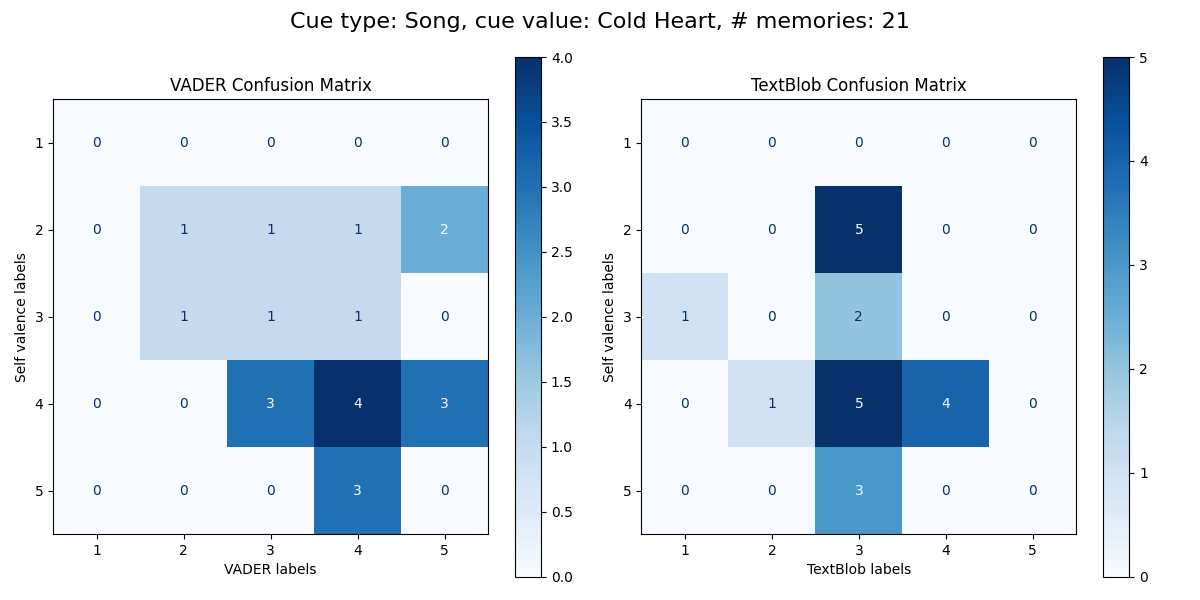 Cue type: Song, cue value: Cold Heart, # memories: 21
VADER Confusion Matrix
Self valence labels
1 0 0 0 0 0
2 0 1 1 1 2
3 0 1 1 1 0
4 0 0 3 4 3
5 0 0 0 3 0
1 2 3 4 5
VADER labels
4.0
3.5
3.0
2.5
2.0
1.5
1.0
0.5
0.0
TextBlob Confusion Matrix
Self valence labels
1 0 0 0 0 0
2 0 0 5 0 0
3 1 0 2 0 0
4 0 1 5 4 0
5 0 0 3 0 0
1 2 3 4 5
TextBlob labels
5
4
3
2
1
0